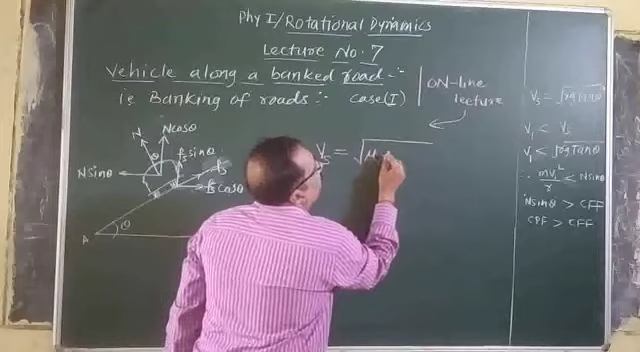 Phy I/Rotational Dynamics
Lecture No. 7
Vehicle along a banked road :-
ie Banking of roads :- case(I)
ON-line
lecture
N
Ncosθ
fs sinθ
fs
Nsinθ
fs cosθ
θ
A
Vs = √
Vs = √rg Tanθ
V1 < Vs
V1 < √rg Tanθ
∴ mv1²/r < Nsinθ
Nsinθ > CFF
CPF > CFF